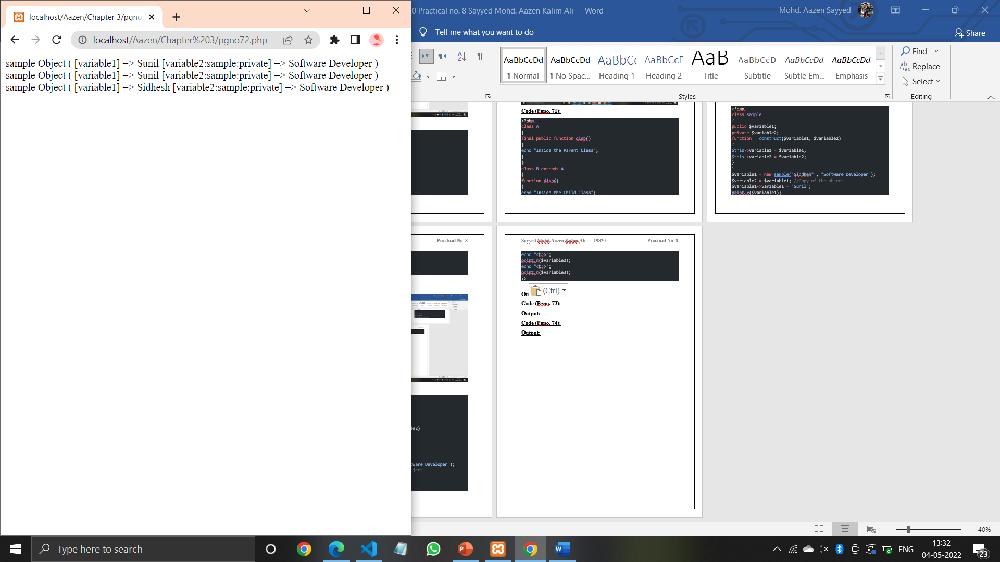 localhost/Aazen/Chapter 3/pgno
localhost/Aazen/Chapter%203/pgno72.php
sample Object ( [variable1] => Sunil [variable2:sample:private] => Software Developer )
sample Object ( [variable1] => Sunil [variable2:sample:private] => Software Developer )
sample Object ( [variable1] => Sidhesh [variable2:sample:private] => Software Developer )
0 Practical no. 8 Sayyed Mohd. Aazen Kalim Ali - Word
Mohd. Aazen Sayyed
Tell me what you want to do
Share
AaBbCcDd AaBbCcDd AaBbCc AaBbCcD AaB AaBbCcD AaBbCcDd AaBbCcDd
¶ Normal ¶ No Spac... Heading 1 Heading 2 Title Subtitle Subtle Em... Emphasis
Styles
Find
Replace
Select
Editing
Code (Pgno. 71):
<?php
class A
{
final public function disp()
{
echo "Inside the Parent Class";
}
}
class B extends A
{
function disp()
{
echo "Inside the Child Class";
<?php
class sample
{
public $variable1;
private $variable2;
function __construct($variable1, $variable2)
{
$this->variable1 = $variable1;
$this->variable2 = $variable2;
}
}
$variable1 = new sample("Siddheh" , "Software Developer");
$variable2 = $variable1; //Copy of the object
$variable1->variable1 = "Sunil";
print_r($variable1);
Practical No. 8
le2)
tware Developer");
bject
Sayyed Mohd Aazen Kalim Ali 19820 Practical No. 8
echo "<br>";
print_r($variable2);
echo "<br>";
print_r($variable3);
?>
Ou
(Ctrl)
Code (Pgno. 73):
Output:
Code (Pgno. 74):
Output:
40%
Type here to search
ENG
13:32
04-05-2022
23